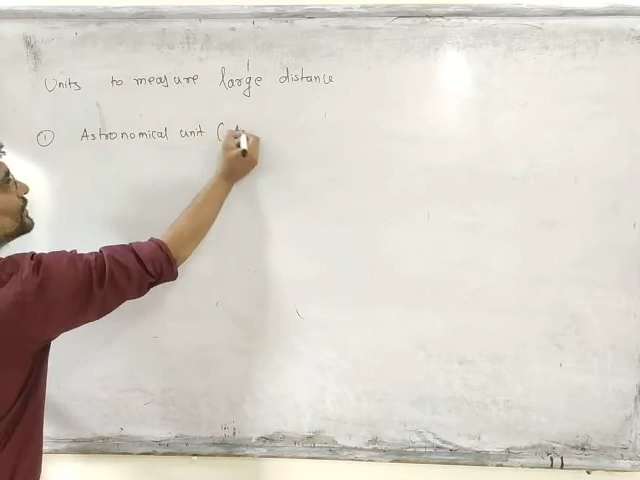 Units to measure large distance
① Astronomical unit (A